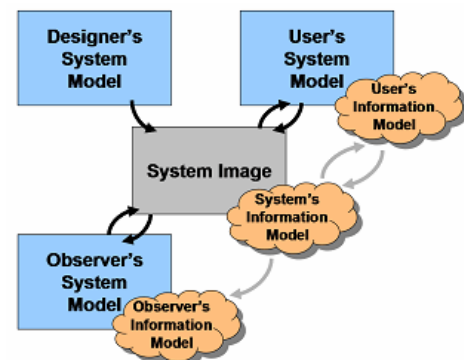 Designer's
System
Model
User's
System
Model
User's
Information
Model
System Image
System's
Information
Model
Observer's
System
Model
Observer's
Information
Model